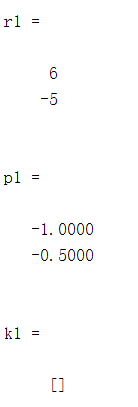 r1 =
6
-5
p1 =
-1.0000
-0.5000
k1 =
[]